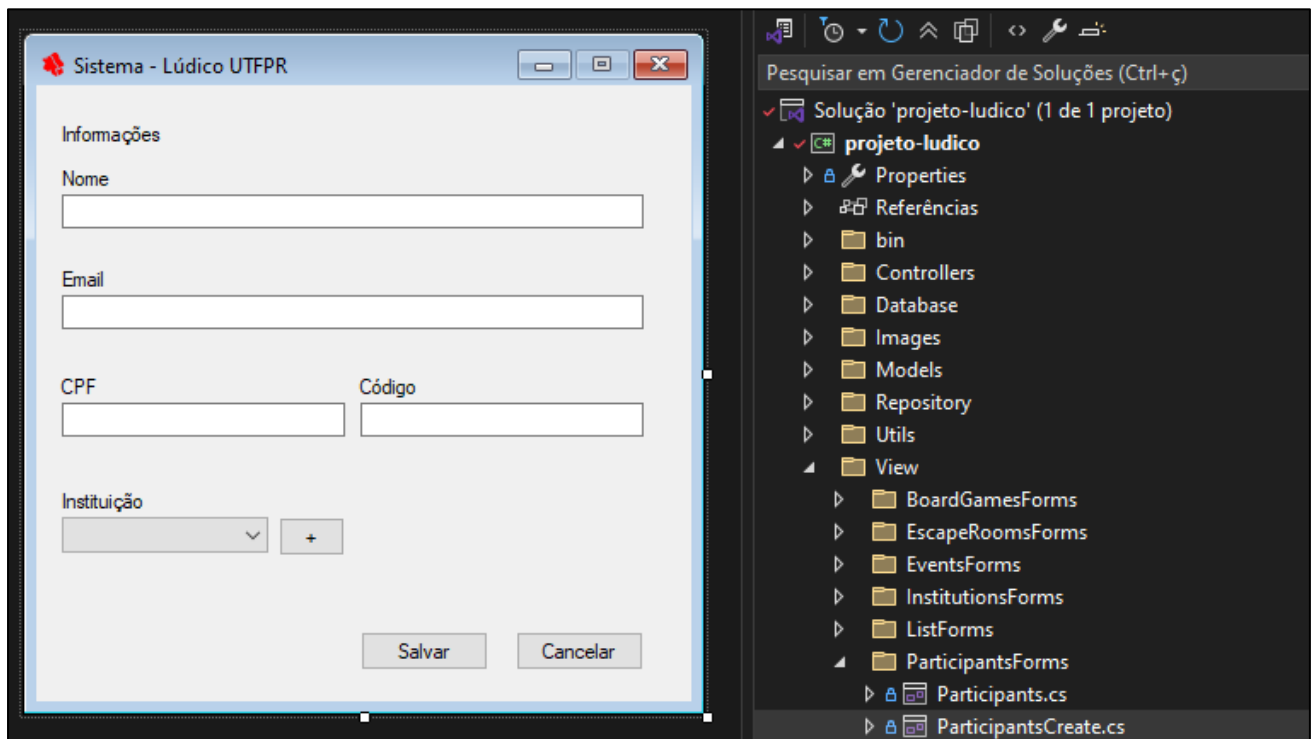 Sistema - Lúdico UTFPR
Informações
Nome
Email
CPF Código
Instituição
+
Salvar Cancelar
Pesquisar em Gerenciador de Soluções (Ctrl+ç)
Solução 'projeto-ludico' (1 de 1 projeto)
C# projeto-ludico
Properties
Referências
bin
Controllers
Database
Images
Models
Repository
Utils
View
BoardGamesForms
EscapeRoomsForms
EventsForms
InstitutionsForms
ListForms
ParticipantsForms
Participants.cs
ParticipantsCreate.cs